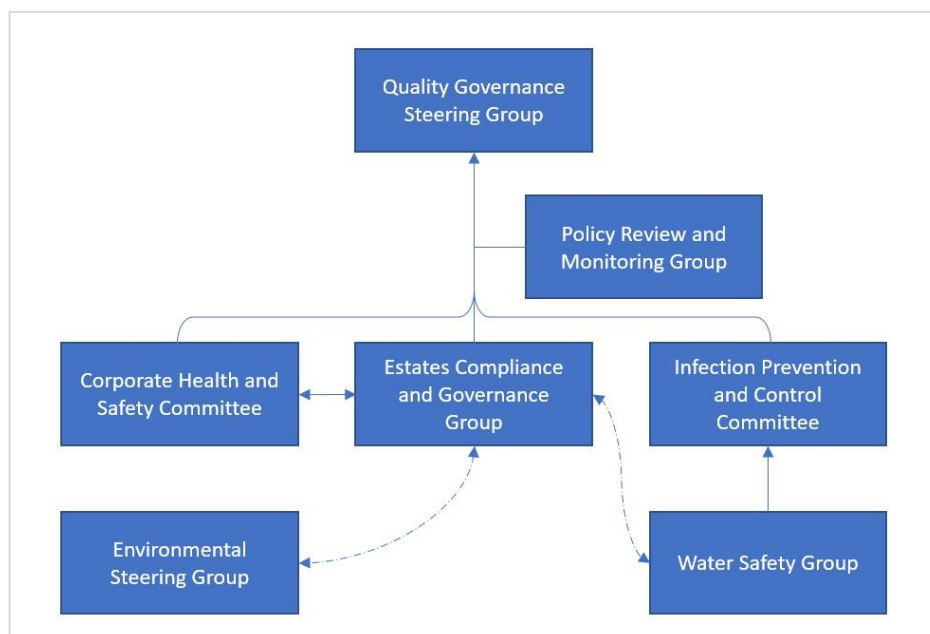 Quality Governance
Steering Group
Policy Review and
Monitoring Group
Corporate Health and
Safety Committee
Estates Compliance
and Governance
Group
Infection Prevention
and Control
Committee
Environmental
Steering Group
Water Safety Group